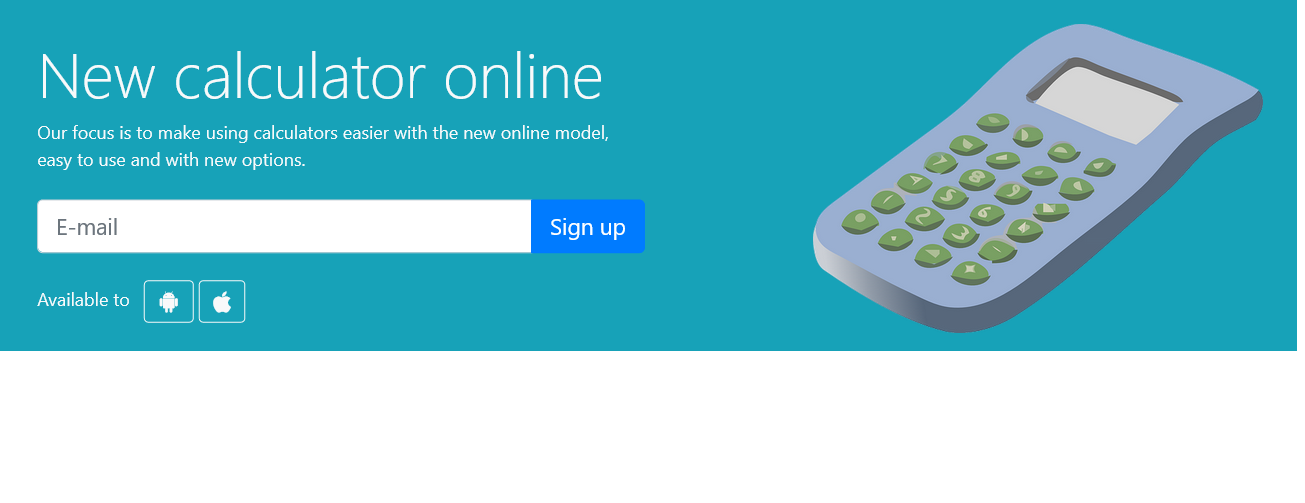 New calculator online
Our focus is to make using calculators easier with the new online model,
easy to use and with new options.
E-mail
Sign up
Available to